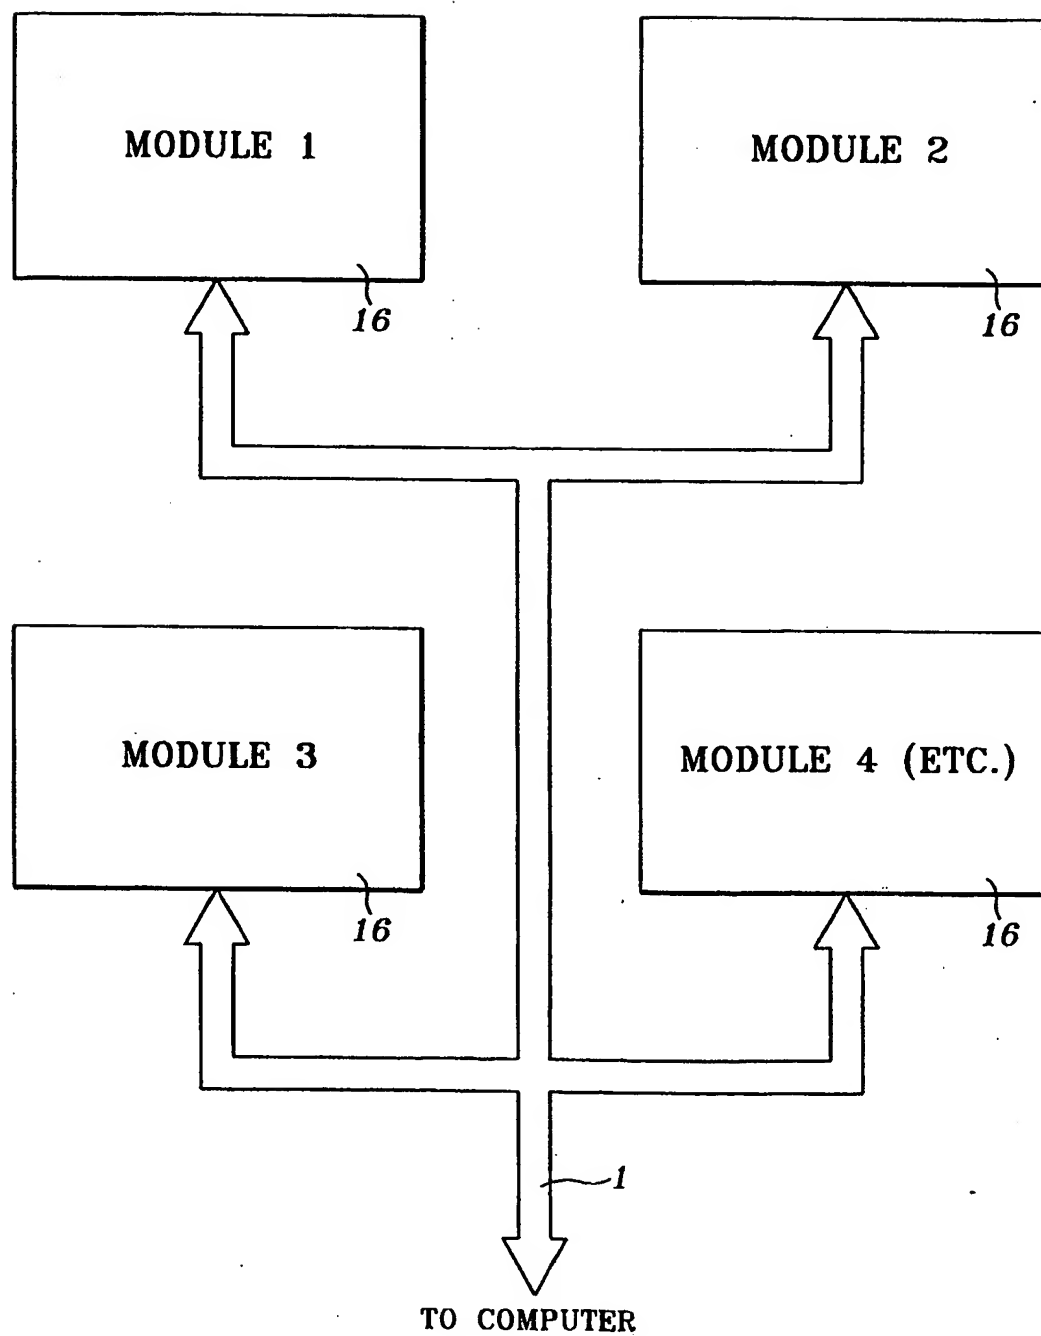 MODULE 1
MODULE 2
16
16
MODULE 3
MODULE 4 (ETC.)
16
16
1
TO COMPUTER